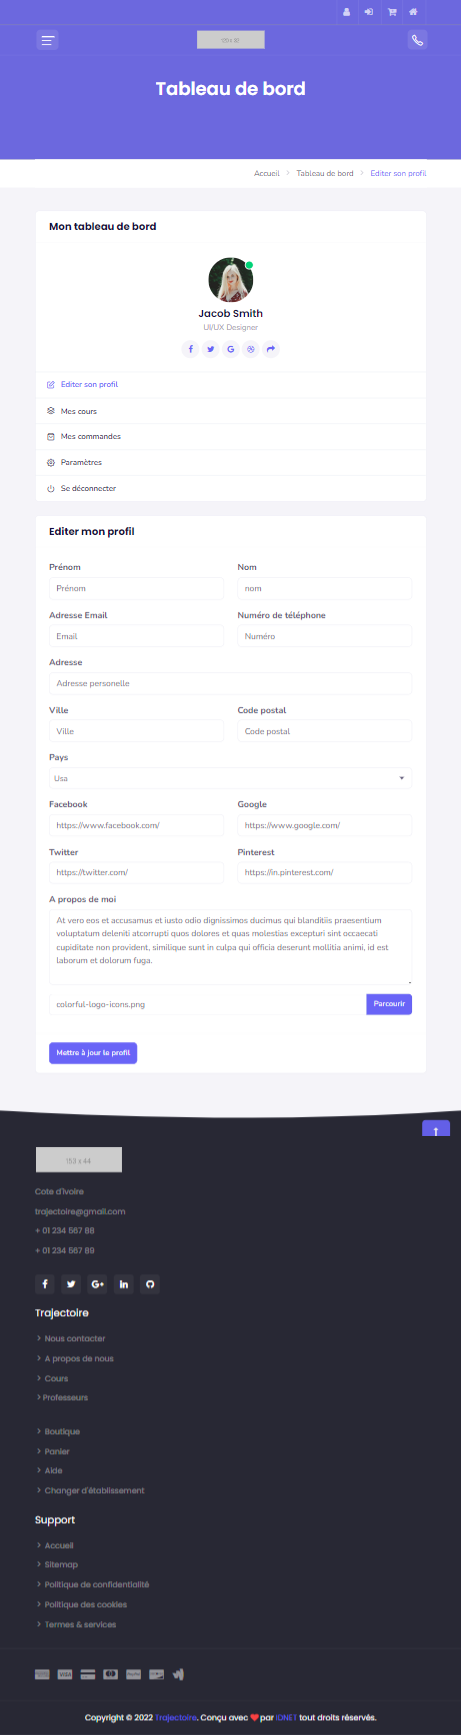 Tableau de bord
Accueil > Tableau de bord > Editer son profil
Mon tableau de bord
Jacob Smith
UI/UX Designer
Editer son profil
Mes cours
Mes commandes
Paramètres
Se déconnecter
Editer mon profil
Prénom Nom
Prénom nom
Adresse Email Numéro de téléphone
Email Numéro
Adresse
Adresse personelle
Ville Code postal
Ville Code postal
Pays
Usa
Facebook Google
https://www.facebook.com/ https://www.google.com/
Twitter Pinterest
https://twitter.com/ https://in.pinterest.com/
A propos de moi
At vero eos et accusamus et iusto odio dignissimos ducimus qui blanditiis praesentium
voluptatum deleniti atcorrupti quos dolores et quas molestias excepturi sint occaecati
cupiditate non provident, similique sunt in culpa qui officia deserunt mollitia animi, id est
laborum et dolorum fuga.
colorful-logo-icons.png Parcourir
Mettre à jour le profil
153 x 44
Cote d'ivoire
trajectoire@gmail.com
+ 01 234 567 88
+ 01 234 567 89
Trajectoire
Nous contacter
A propos de nous
Cours
Professeurs
Boutique
Panier
Aide
Changer d'établissement
Support
Accueil
Sitemap
Politique de confidentialité
Politique des cookies
Termes & services
VISA
Copyright © 2022 Trajectoire. Conçu avec ❤ par IDNET tout droits réservés.